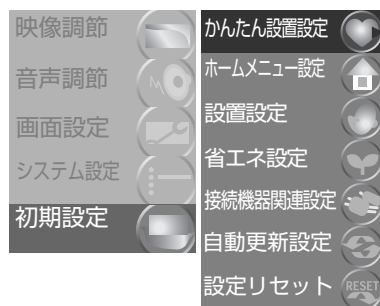 映像調節
音声調節
画面設定
システム設定
初期設定
かんたん設置設定
ホームメニュー設定
設置設定
省エネ設定
接続機器関連設定
自動更新設定
設定リセット
RESET